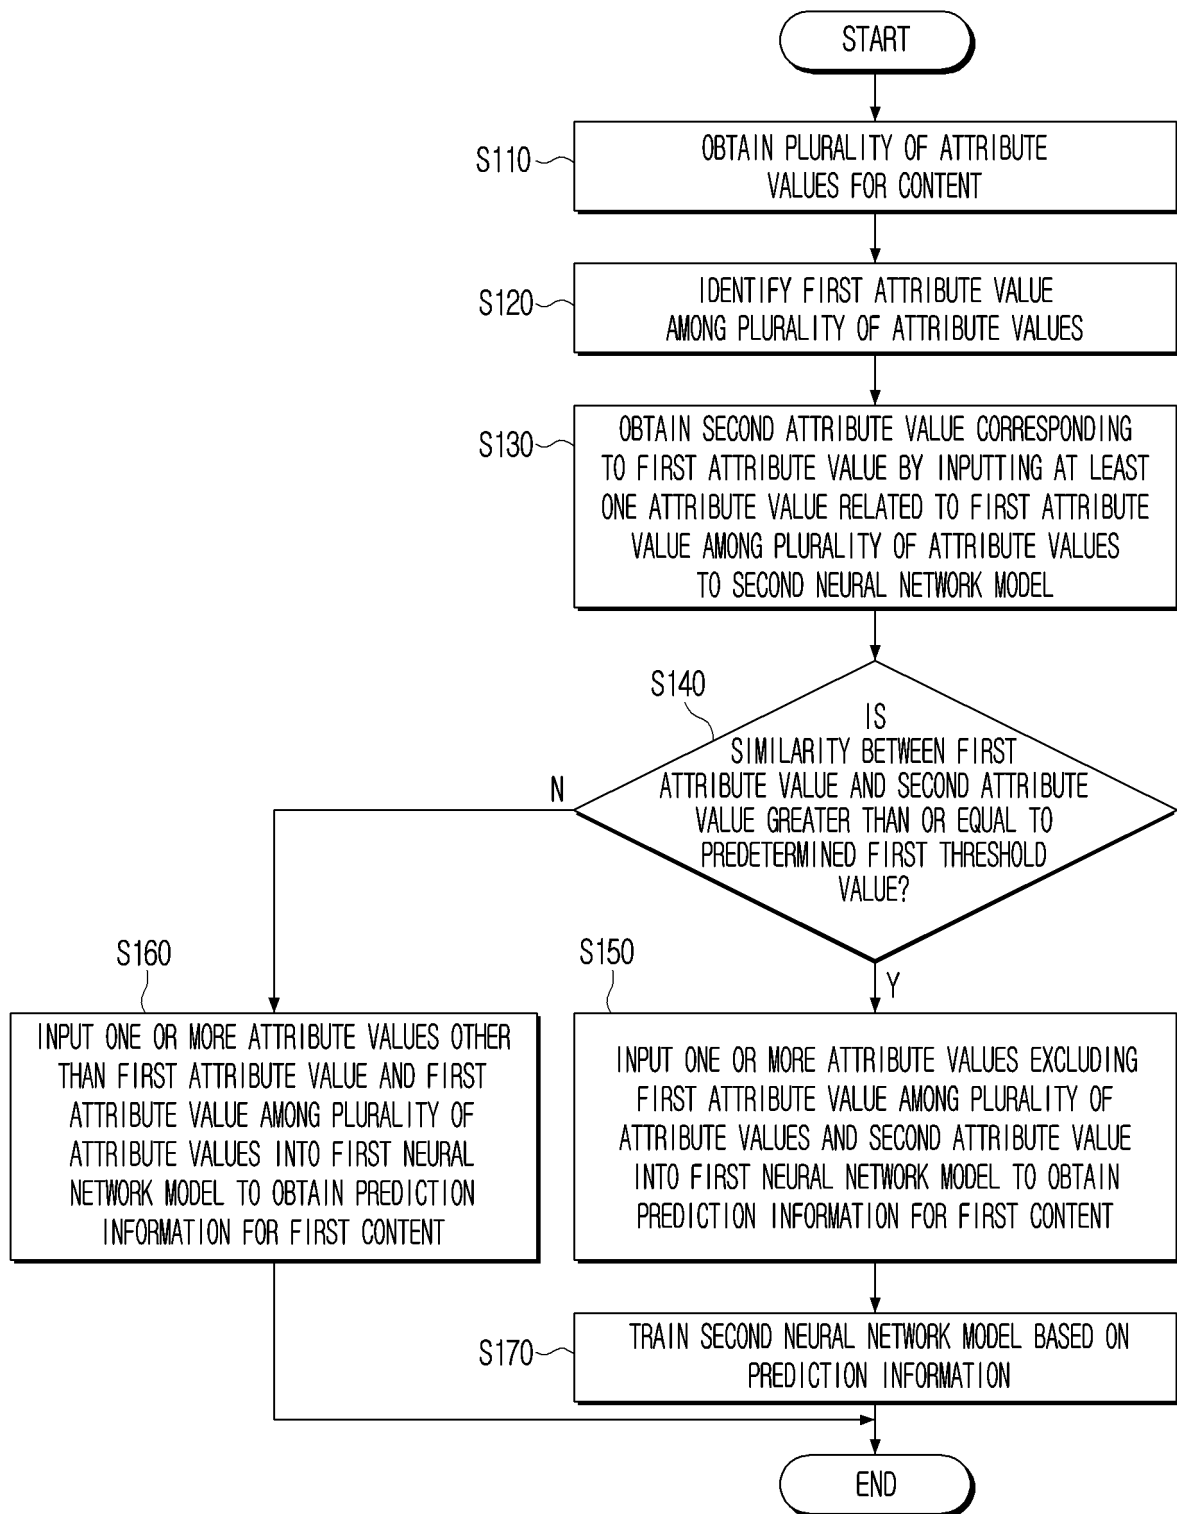 START
S110
OBTAIN PLURALITY OF ATTRIBUTE
VALUES FOR CONTENT
S120
IDENTIFY FIRST ATTRIBUTE VALUE
AMONG PLURALITY OF ATTRIBUTE VALUES
S130
OBTAIN SECOND ATTRIBUTE VALUE CORRESPONDING
TO FIRST ATTRIBUTE VALUE BY INPUTTING AT LEAST
ONE ATTRIBUTE VALUE RELATED TO FIRST ATTRIBUTE
VALUE AMONG PLURALITY OF ATTRIBUTE VALUES
TO SECOND NEURAL NETWORK MODEL
S140
IS
SIMILARITY BETWEEN FIRST
ATTRIBUTE VALUE AND SECOND ATTRIBUTE
VALUE GREATER THAN OR EQUAL TO
PREDETERMINED FIRST THRESHOLD
VALUE?
N
Y
S160
INPUT ONE OR MORE ATTRIBUTE VALUES OTHER
THAN FIRST ATTRIBUTE VALUE AND FIRST
ATTRIBUTE VALUE AMONG PLURALITY OF
ATTRIBUTE VALUES INTO FIRST NEURAL
NETWORK MODEL TO OBTAIN PREDICTION
INFORMATION FOR FIRST CONTENT
S150
INPUT ONE OR MORE ATTRIBUTE VALUES EXCLUDING
FIRST ATTRIBUTE VALUE AMONG PLURALITY OF
ATTRIBUTE VALUES AND SECOND ATTRIBUTE VALUE
INTO FIRST NEURAL NETWORK MODEL TO OBTAIN
PREDICTION INFORMATION FOR FIRST CONTENT
S170
TRAIN SECOND NEURAL NETWORK MODEL BASED ON
PREDICTION INFORMATION
END